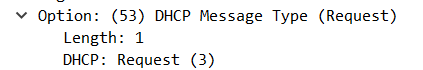 Option: (53) DHCP Message Type (Request)
Length: 1
DHCP: Request (3)